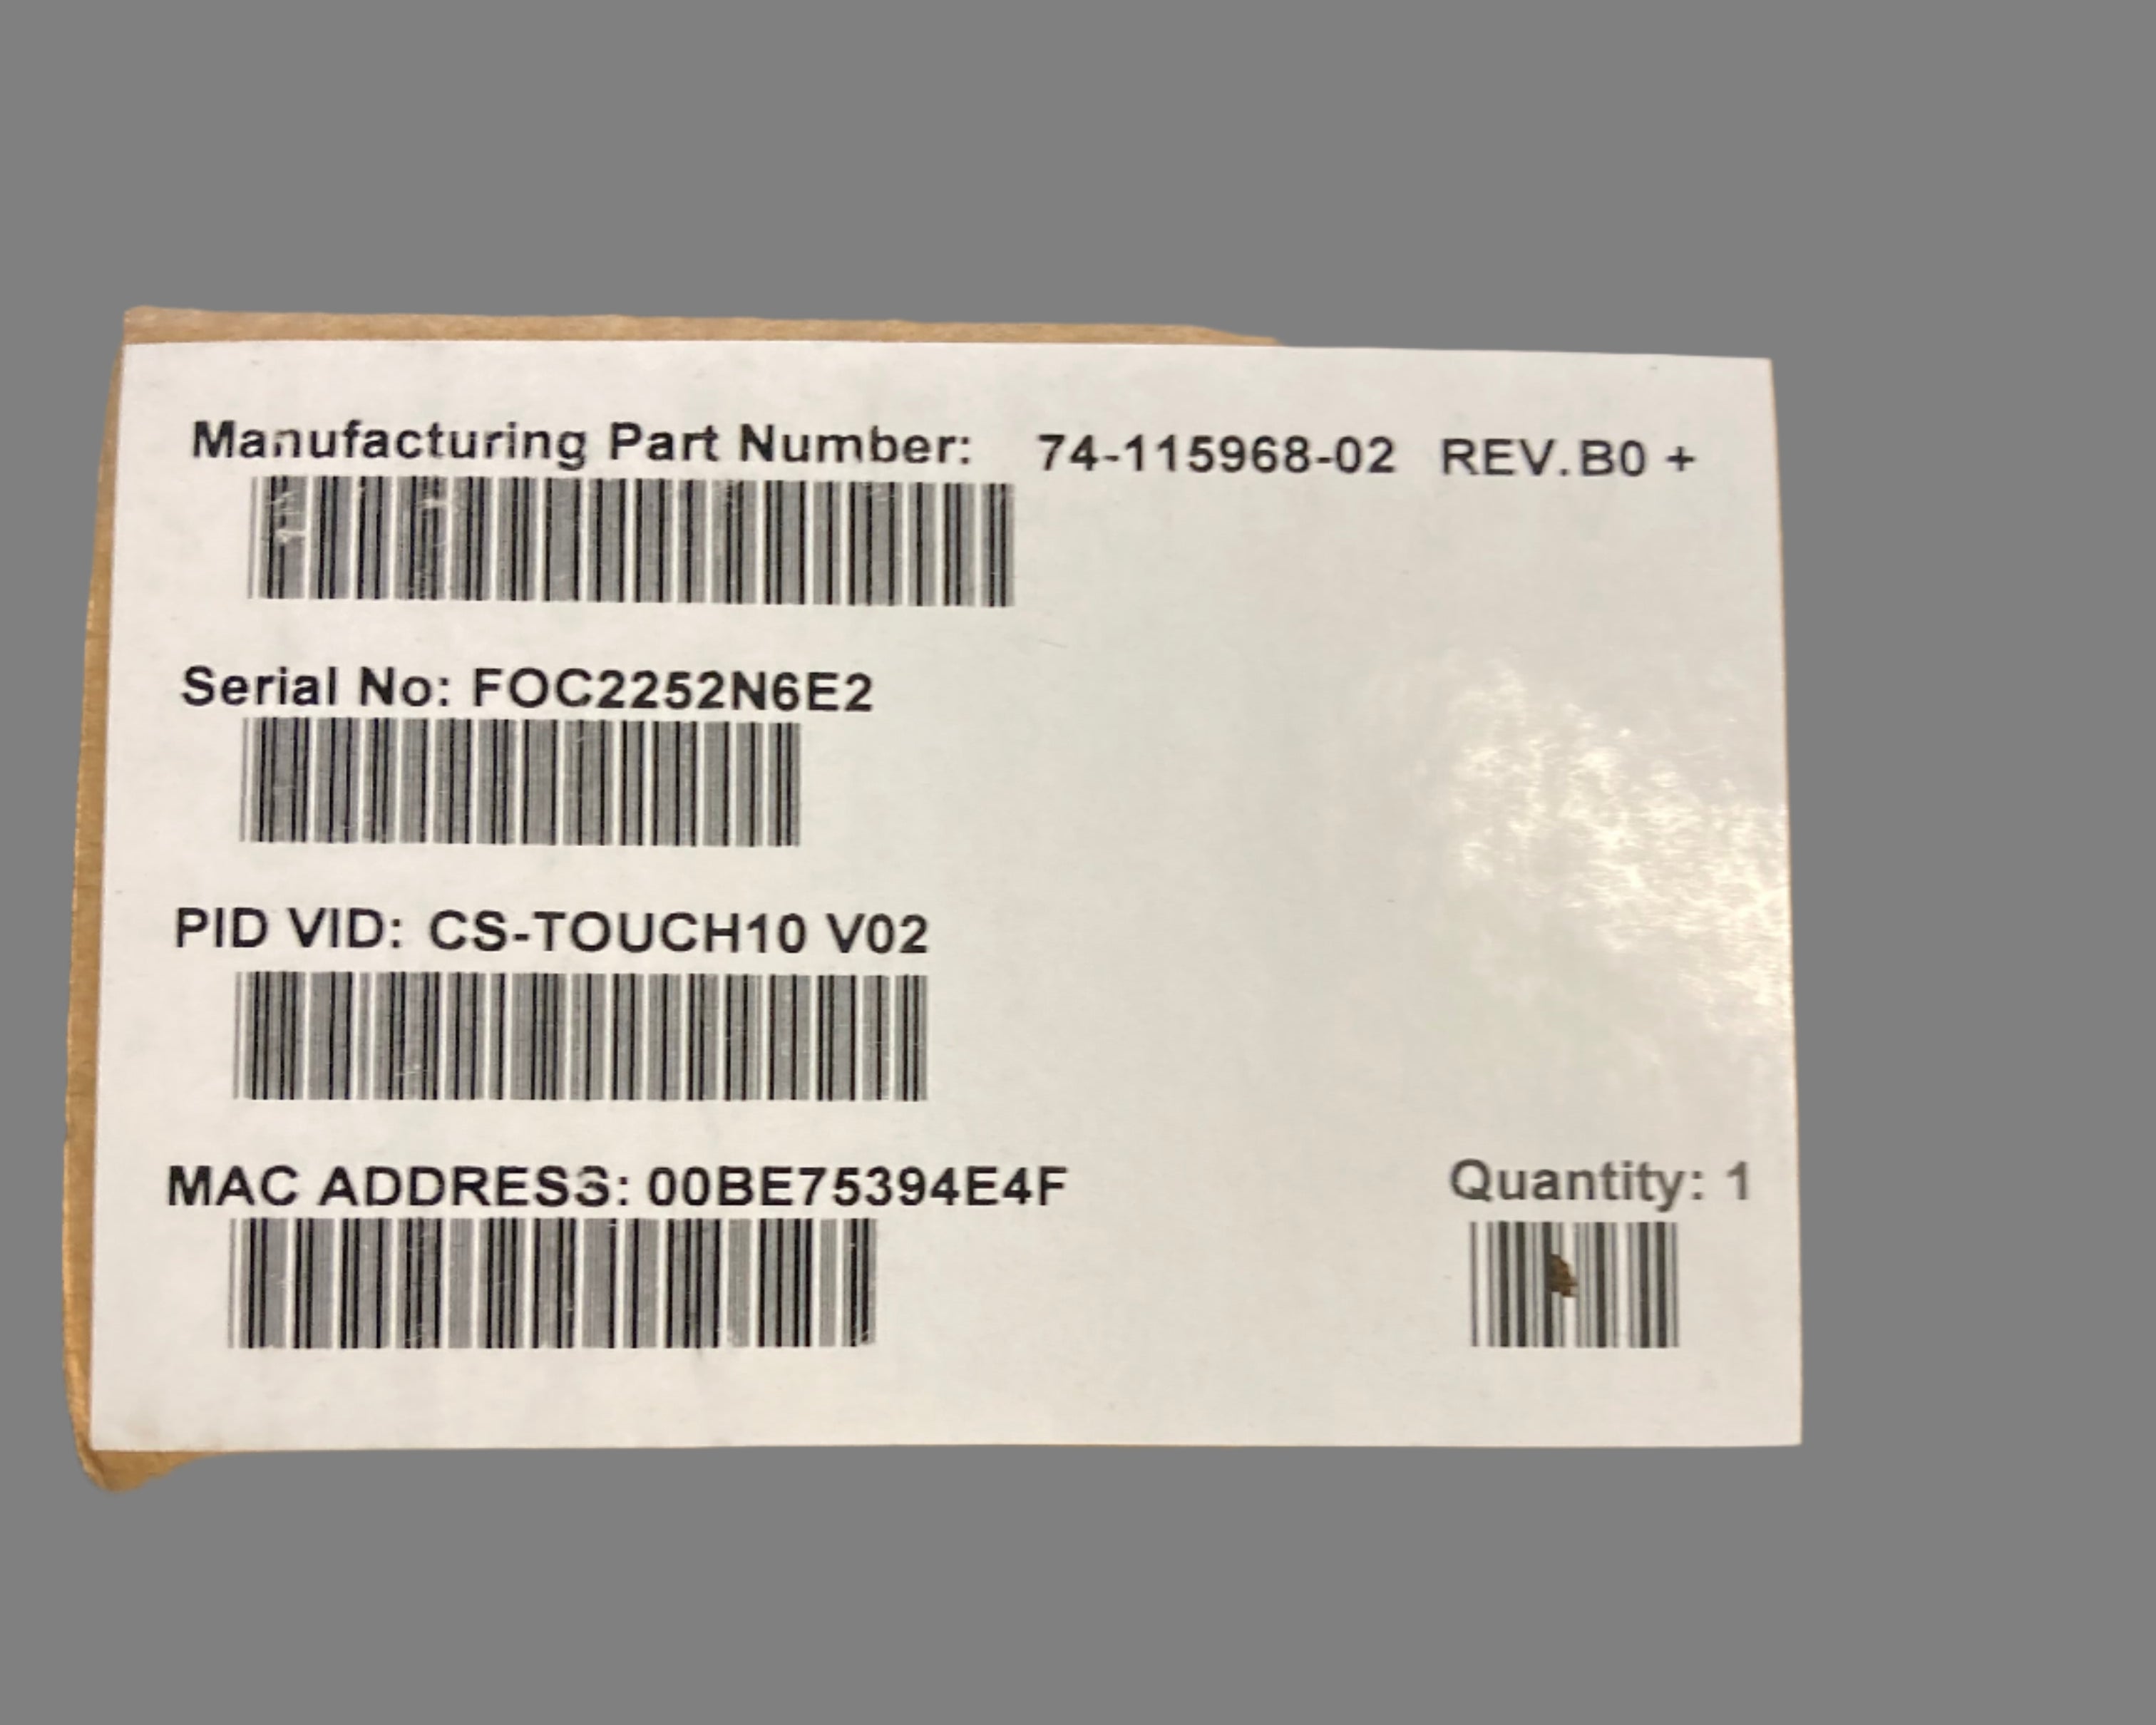 Manufacturing Part Number: 74-115968-02 REV.B0 +
Serial No: FOC2252N6E2
PID VID: CS-TOUCH10 V02
MAC ADDRESS: 00BE75394E4F
Quantity: 1